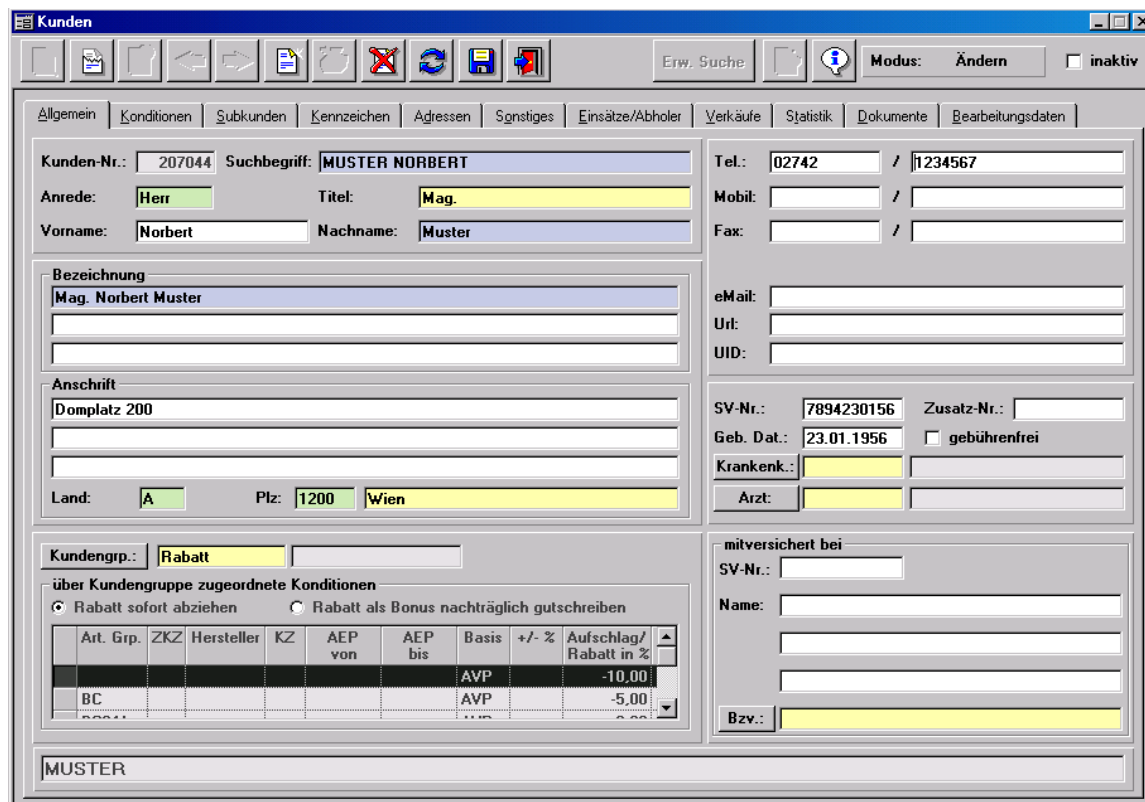 Kunden
Erw. Suche Modus: Ändern inaktiv
Allgemein Konditionen Subkunden Kennzeichen Adressen Sonstiges Einsätze/Abholer Verkäufe Statistik Dokumente Bearbeitungsdaten
Kunden-Nr.: 207044 Suchbegriff: MUSTER NORBERT
Anrede: Herr Titel: Mag.
Vorname: Norbert Nachname: Muster
Tel.: 02742 / 1234567
Mobil: /
Fax: /
eMail:
Url:
UID:
Bezeichnung
Mag. Norbert Muster
Anschrift
Domplatz 200
Land: A Plz: 1200 Wien
SV-Nr.: 7894230156 Zusatz-Nr.:
Geb. Dat.: 23.01.1956 gebührenfrei
Krankenk.:
Arzt:
Kundengrp.: Rabatt
über Kundengruppe zugeordnete Konditionen
Rabatt sofort abziehen Rabatt als Bonus nachträglich gutschreiben
Art. Grp. ZKZ Hersteller KZ AEP von AEP bis Basis +/- % Aufschlag/ Rabatt in %
AVP -10,00
BC AVP -5,00
mitversichert bei
SV-Nr.:
Name:
Bzv.:
MUSTER